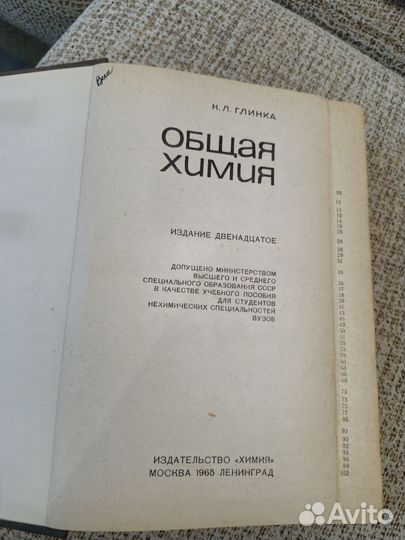 Н. Л. ГЛИНКА
ОБЩАЯ
ХИМИЯ
ИЗДАНИЕ ДВЕНАДЦАТОЕ
ДОПУЩЕНО МИНИСТЕРСТВОМ
ВЫСШЕГО И СРЕДНЕГО
СПЕЦИАЛЬНОГО ОБРАЗОВАНИЯ СССР
В КАЧЕСТВЕ УЧЕБНОГО ПОСОБИЯ
ДЛЯ СТУДЕНТОВ
НЕХИМИЧЕСКИХ СПЕЦИАЛЬНОСТЕЙ
ВУЗОВ
ИЗДАТЕЛЬСТВО «ХИМИЯ»
МОСКВА 1965 ЛЕНИНГРАД
Avito